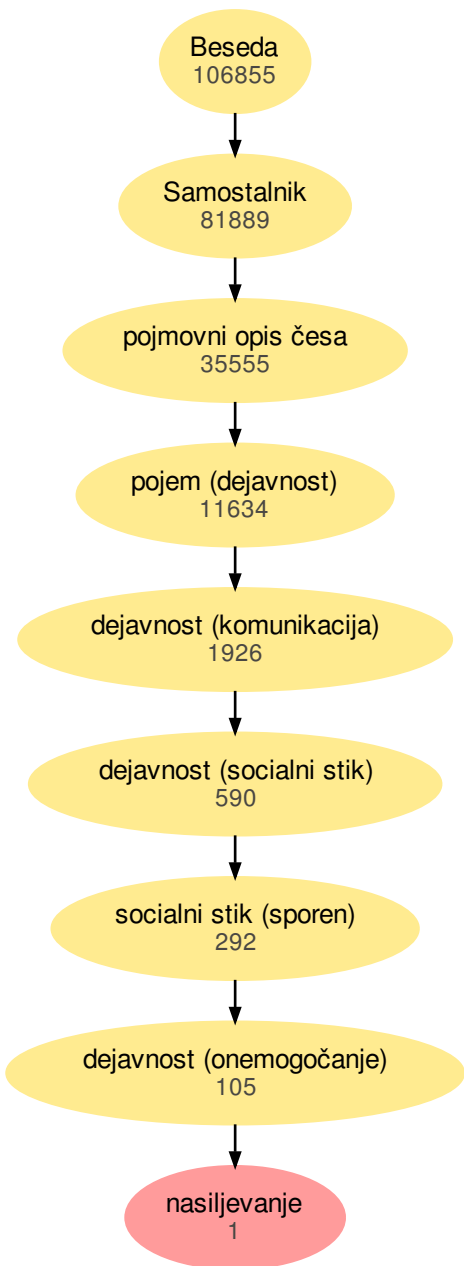 Beseda
106855
Samostalnik
81889
pojmovni opis česa
35555
pojem (dejavnost)
11634
dejavnost (komunikacija)
1926
dejavnost (socialni stik)
590
socialni stik (sporen)
292
dejavnost (onemogočanje)
105
nasiljevanje
1